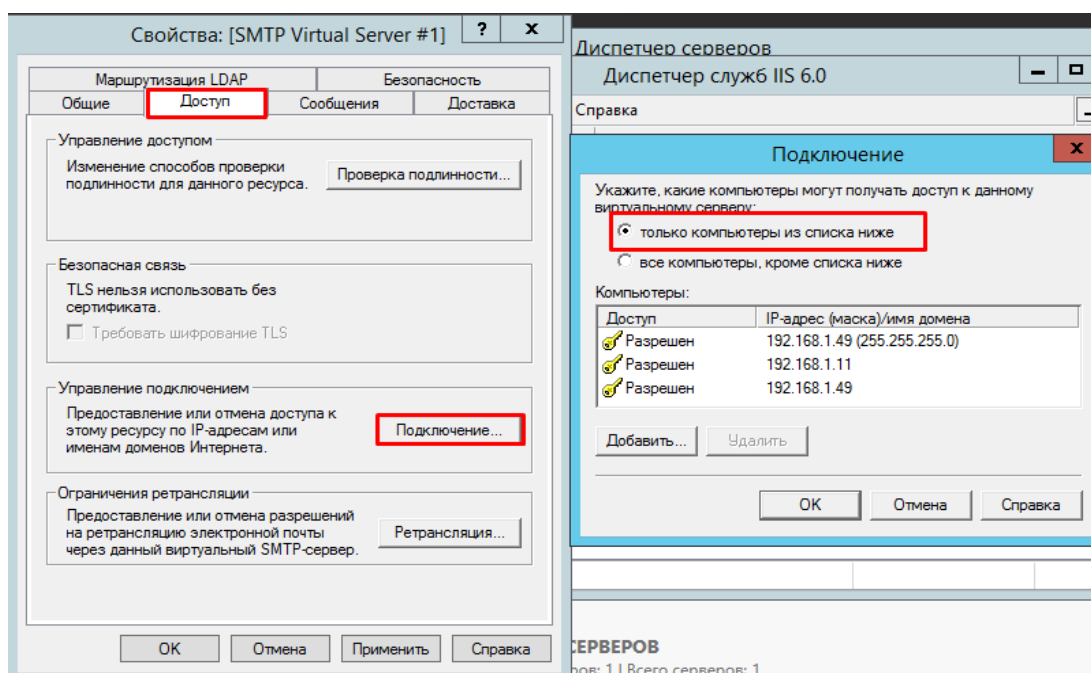 Свойства: [SMTP Virtual Server #1]
?
x
Маршрутизация LDAP
Безопасность
Общие
Доступ
Сообщения
Доставка
Управление доступом
Изменение способов проверки
подлинности для данного ресурса.
Проверка подлинности...
Безопасная связь
TLS нельзя использовать без
сертификата.
Требовать шифрование TLS
Управление подключением
Предоставление или отмена доступа к
этому ресурсу по IP-адресам или
именам доменов Интернета.
Подключение...
Ограничения ретрансляции
Предоставление или отмена разрешений
на ретрансляцию электронной почты
через данный виртуальный SMTP-сервер.
Ретрансляция...
ОК
Отмена
Применить
Справка
Диспетчер серверов
Диспетчер служб IIS 6.0
Справка
Подключение
x
Укажите, какие компьютеры могут получать доступ к данному
виртуальному серверу:
только компьютеры из списка ниже
все компьютеры, кроме списка ниже
Компьютеры:
Доступ IP-адрес (маска)/имя домена
Разрешен 192.168.1.49 (255.255.255.0)
Разрешен 192.168.1.11
Разрешен 192.168.1.49
Добавить...
Удалить
ОК
Отмена
Справка
СЕРВЕРОВ
ров: 1 | Всего серверов: 1